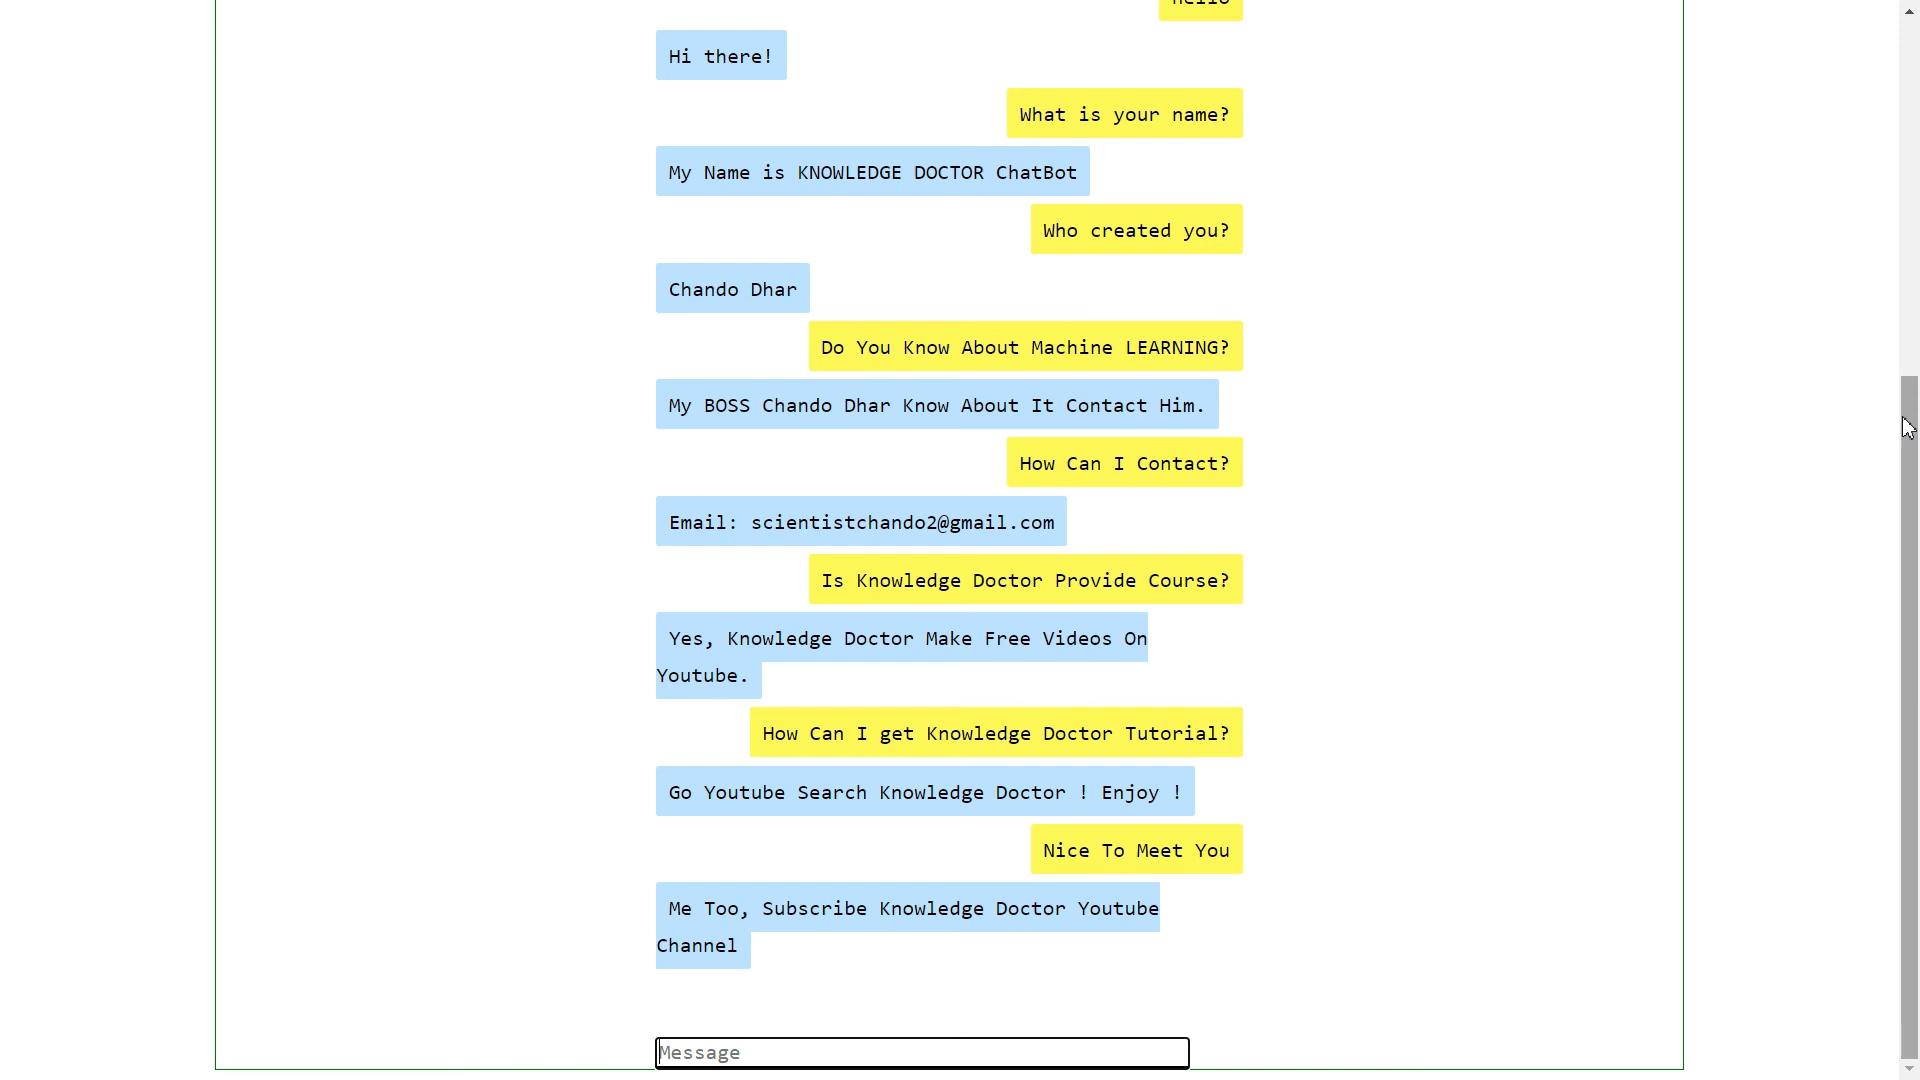 Hello
Hi there!
What is your name?
My Name is KNOWLEDGE DOCTOR ChatBot
Who created you?
Chando Dhar
Do You Know About Machine LEARNING?
My BOSS Chando Dhar Know About It Contact Him.
How Can I Contact?
Email: scientistchando2@gmail.com
Is Knowledge Doctor Provide Course?
Yes, Knowledge Doctor Make Free Videos On
Youtube.
How Can I get Knowledge Doctor Tutorial?
Go Youtube Search Knowledge Doctor ! Enjoy !
Nice To Meet You
Me Too, Subscribe Knowledge Doctor Youtube
Channel
Message